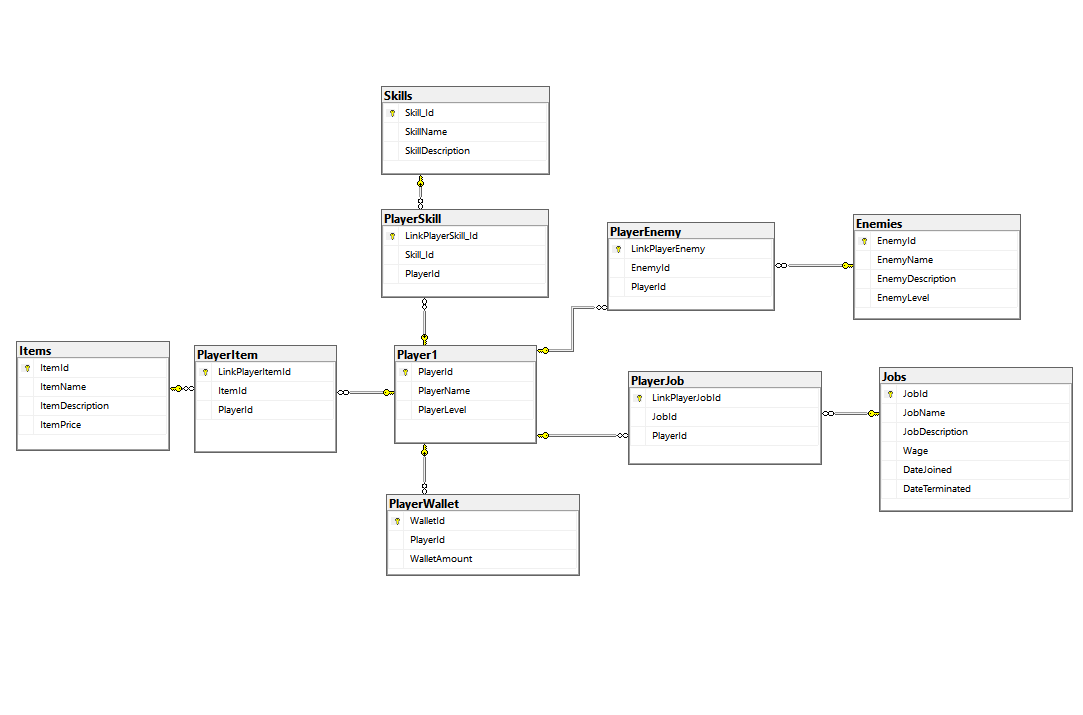 Skills
Skill_Id
SkillName
SkillDescription
PlayerSkill
LinkPlayerSkill_Id
Skill_Id
PlayerId
PlayerEnemy
LinkPlayerEnemy
EnemyId
PlayerId
Enemies
EnemyId
EnemyName
EnemyDescription
EnemyLevel
Items
ItemId
ItemName
ItemDescription
ItemPrice
PlayerItem
LinkPlayerItemId
ItemId
PlayerId
Player1
PlayerId
PlayerName
PlayerLevel
PlayerJob
LinkPlayerJobId
JobId
PlayerId
Jobs
JobId
JobName
JobDescription
Wage
DateJoined
DateTerminated
PlayerWallet
WalletId
PlayerId
WalletAmount